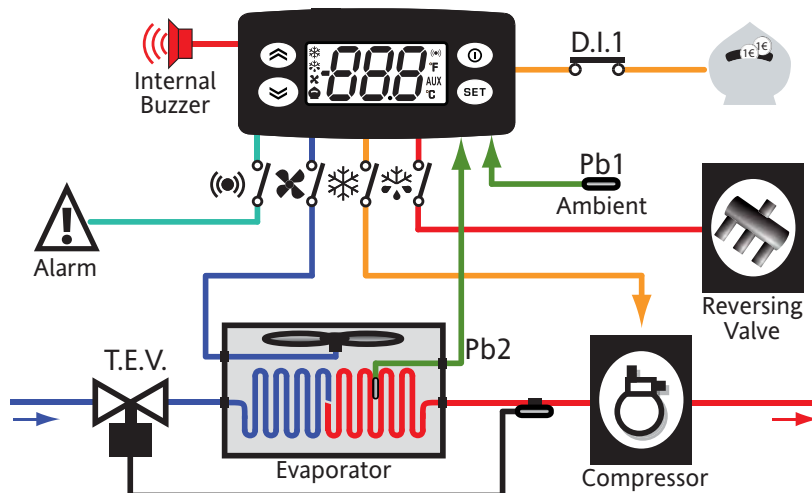 Internal
Buzzer
-88.8
°F
AUX
°C
SET
D.I.1
1€ 1€
Pb1
Ambient
Alarm
Reversing
Valve
T.E.V.
Pb2
Evaporator
Compressor